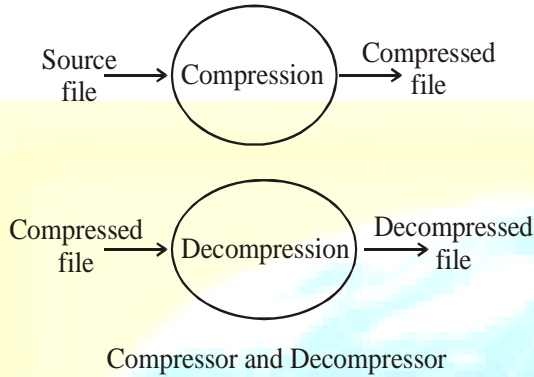 Source
file
Compression
Compressed
file
Compressed
file
Decompression
Decompressed
file
Compressor and Decompressor